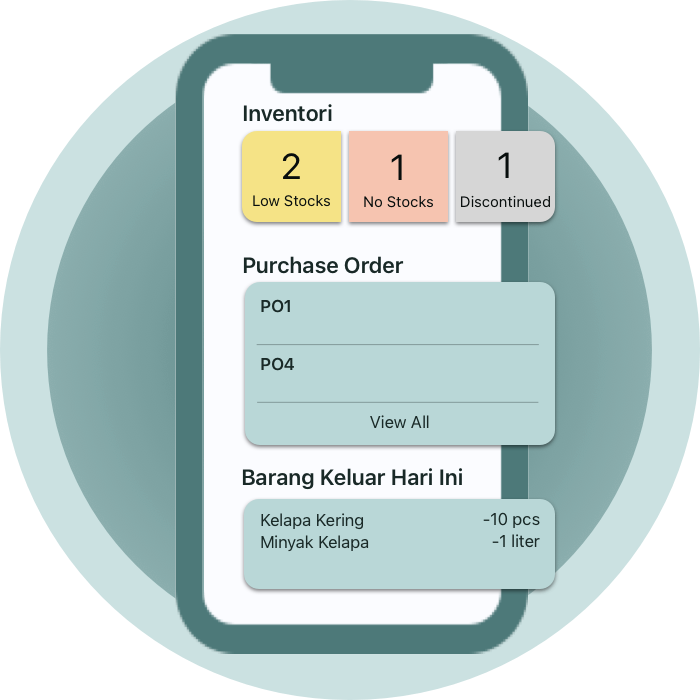 Inventori
2 1 1
Low Stocks No Stocks Discontinued
Purchase Order
PO1
PO4
View All
Barang Keluar Hari Ini
Kelapa Kering -10 pcs
Minyak Kelapa -1 liter